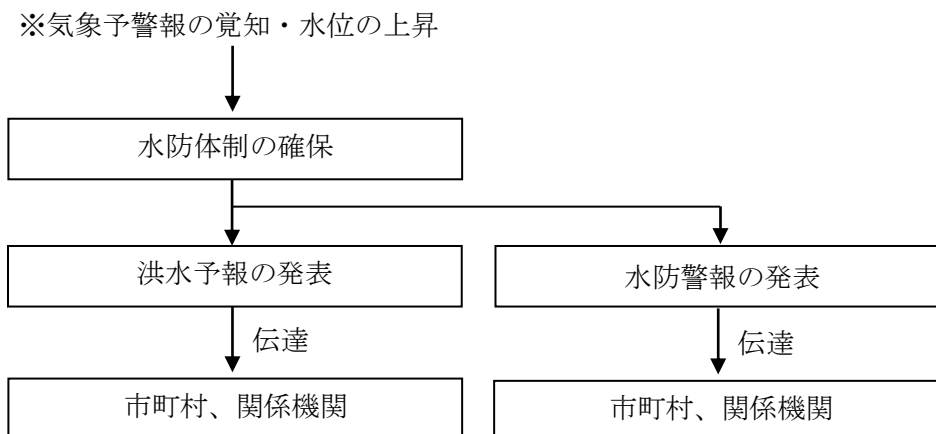 ※気象予警報の覚知・水位の上昇
水防体制の確保
洪水予報の発表
水防警報の発表
伝達
伝達
市町村、関係機関
市町村、関係機関